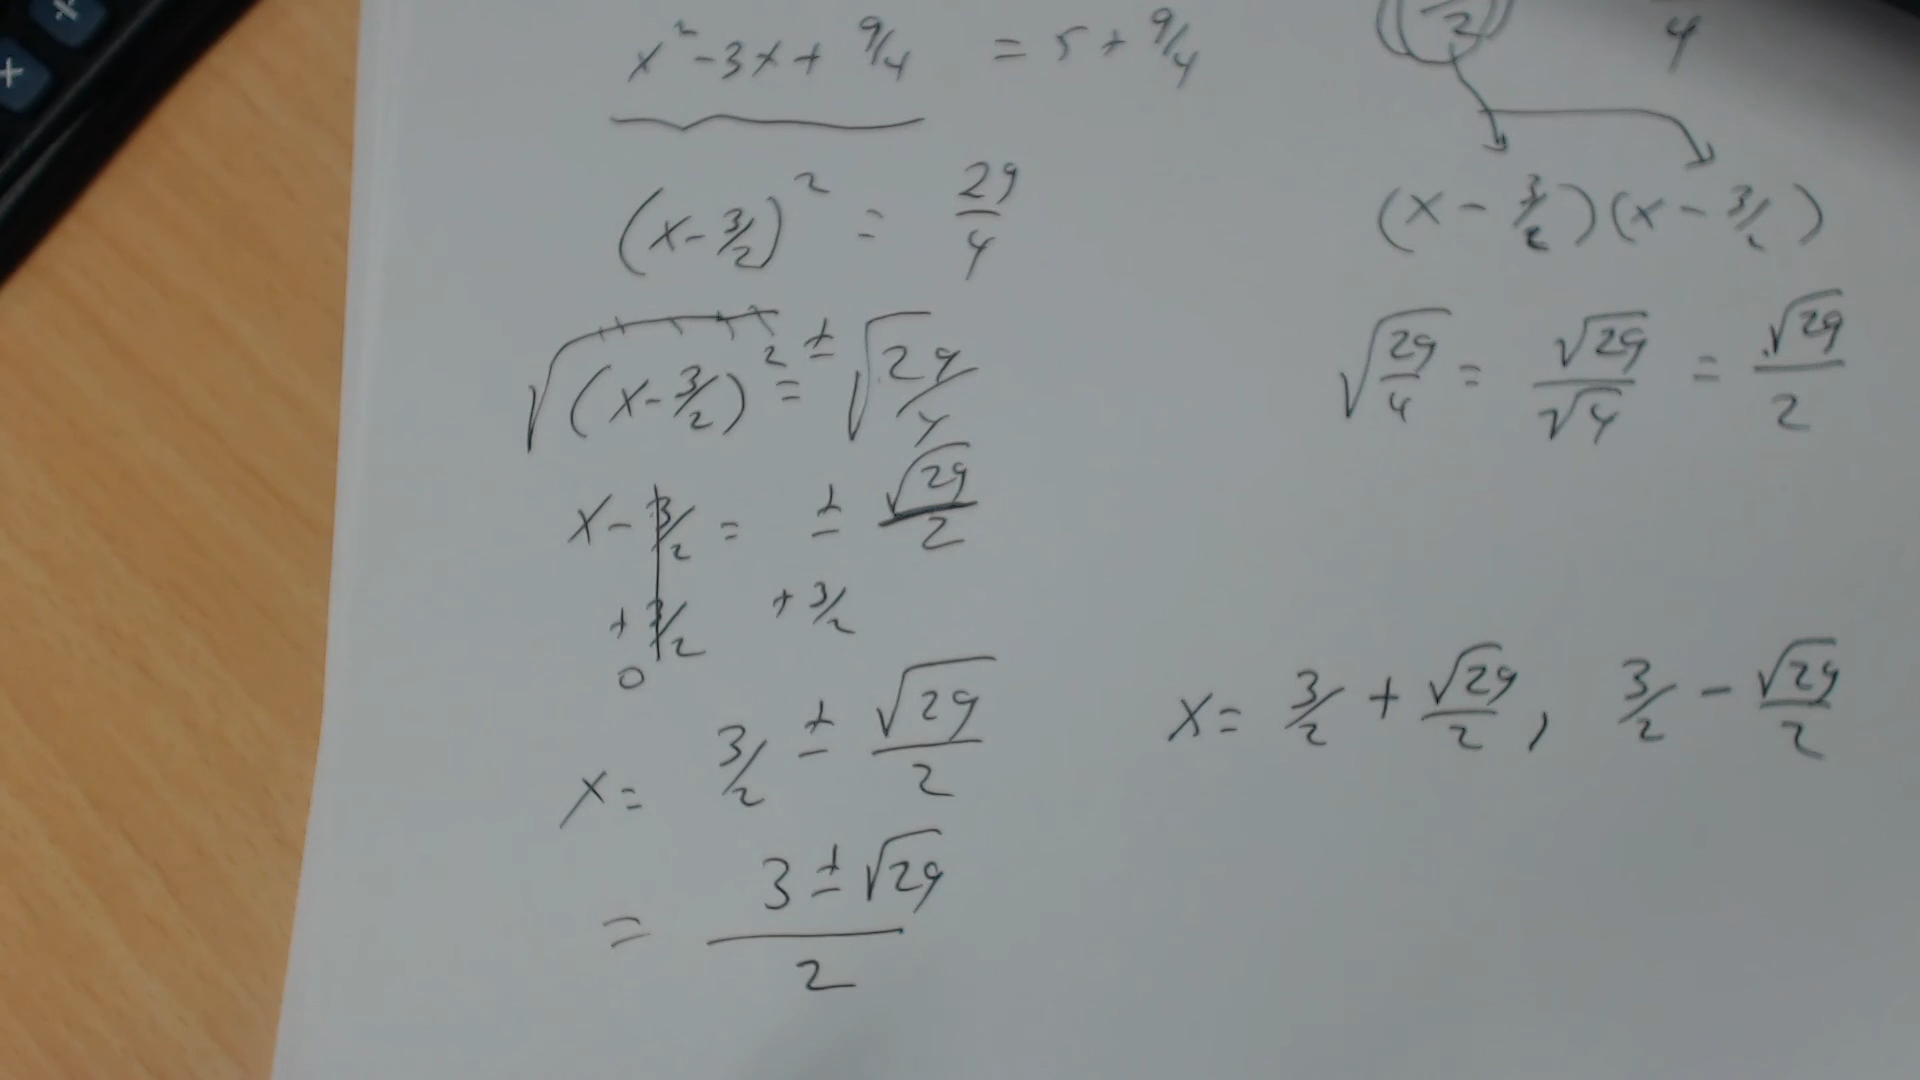 x² - 3x + 9/4 = 5 + 9/4
2
4
(x - 3/2)² = 29/4
(x - 3/2)(x - 3/2)
√(x - 3/2)² = ± √29/4
√29/4 = √29/√4 = √29/2
x - 3/2 = ± √29/2
+ 3/2 + 3/2
0
x = 3/2 ± √29/2
x = 3/2 + √29/2, 3/2 - √29/2
= 3 ± √29 / 2